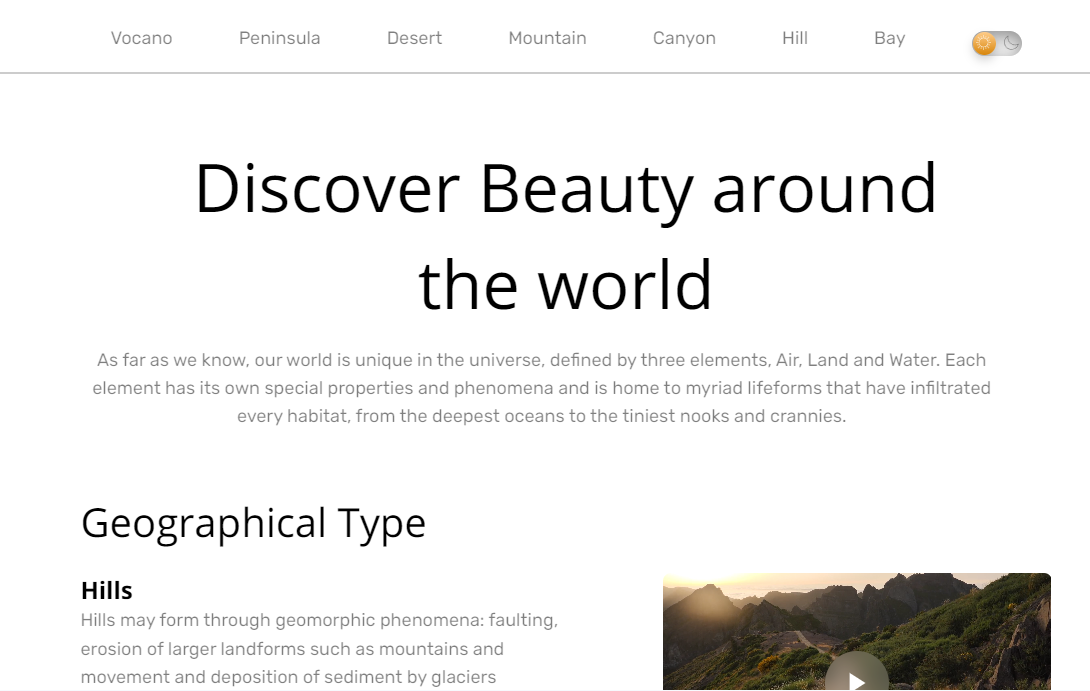 Vocano Peninsula Desert Mountain Canyon Hill Bay
Discover Beauty around
the world
As far as we know, our world is unique in the universe, defined by three elements, Air, Land and Water. Each
element has its own special properties and phenomena and is home to myriad lifeforms that have infiltrated
every habitat, from the deepest oceans to the tiniest nooks and crannies.
Geographical Type
Hills
Hills may form through geomorphic phenomena: faulting,
erosion of larger landforms such as mountains and
movement and deposition of sediment by glaciers